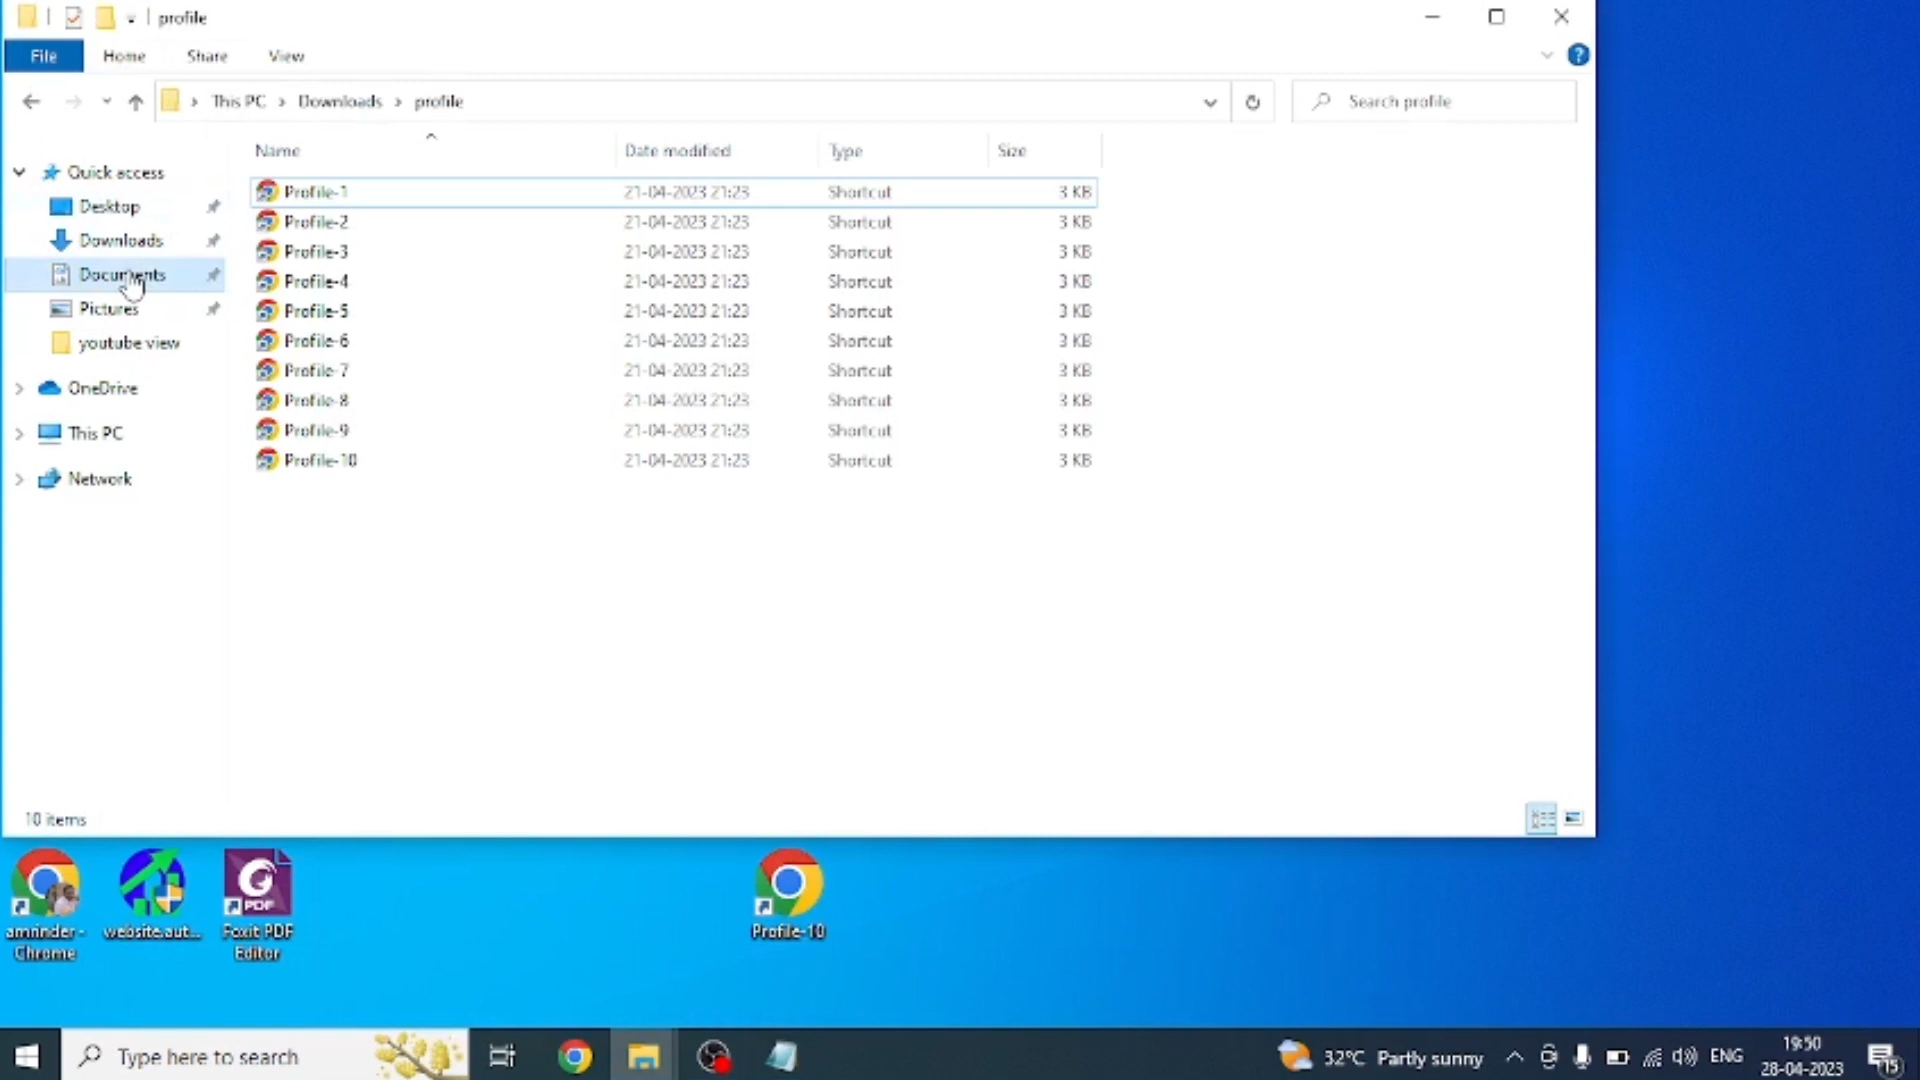 profile
File Home Share View
This PC Downloads profile
Search profile
Name Date modified Type Size
Quick access
Desktop
Downloads
Documents
Pictures
youtube view
OneDrive
This PC
Network
Profile-1 21-04-2023 21:23 Shortcut 3 KB
Profile-2 21-04-2023 21:23 Shortcut 3 KB
Profile-3 21-04-2023 21:23 Shortcut 3 KB
Profile-4 21-04-2023 21:23 Shortcut 3 KB
Profile-5 21-04-2023 21:23 Shortcut 3 KB
Profile-6 21-04-2023 21:23 Shortcut 3 KB
Profile-7 21-04-2023 21:23 Shortcut 3 KB
Profile-8 21-04-2023 21:23 Shortcut 3 KB
Profile-9 21-04-2023 21:23 Shortcut 3 KB
Profile-10 21-04-2023 21:23 Shortcut 3 KB
10 items
amrinder -
Chrome
website.aut...
PDF
Foxit PDF
Editor
Profile-10
Type here to search
32°C Partly sunny
ENG
19:50
28-04-2023
15